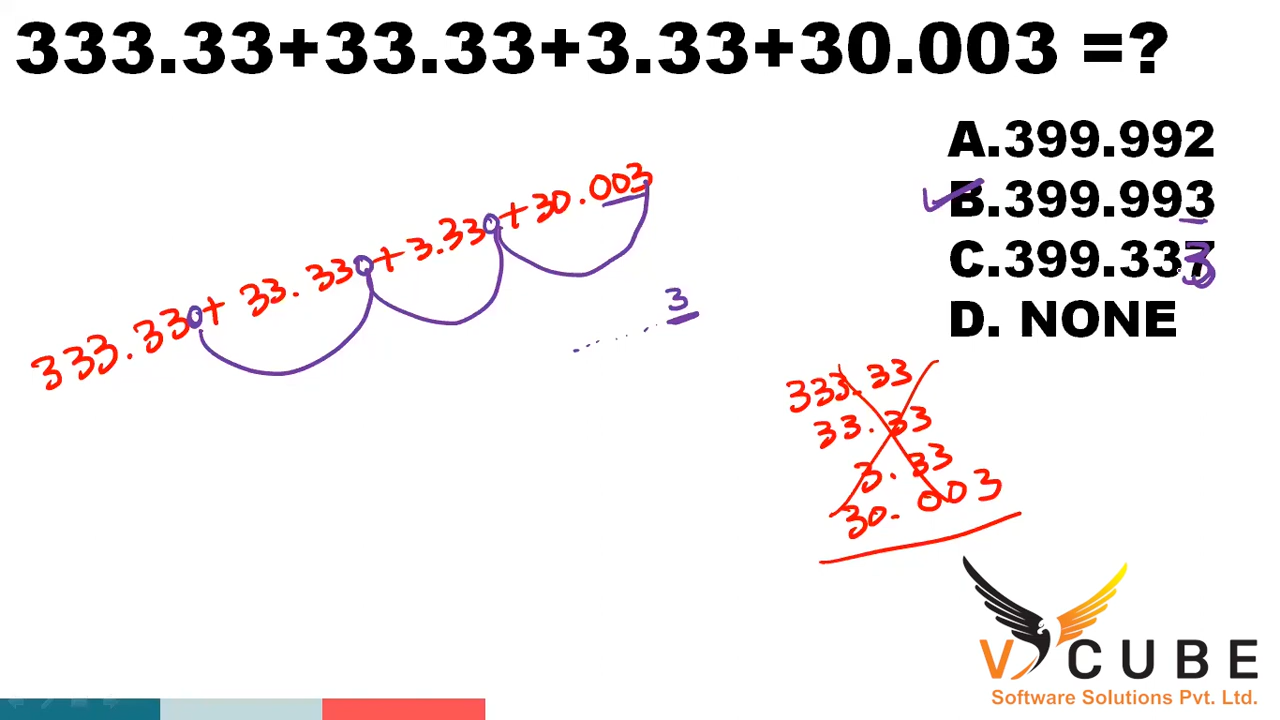 333.33+33.33+3.33+30.003 =?
A.399.992
B.399.993
C.399.337
D. NONE
333.330+ 33.330+3.330+30.003
3
3
333.33
33.33
3.33
30.003
V CUBE
Software Solutions Pvt. Ltd.